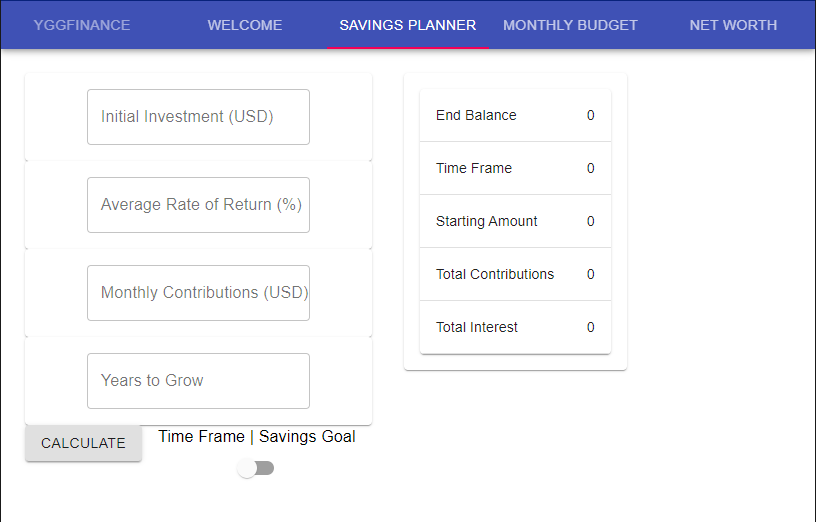 YGGFINANCE WELCOME SAVINGS PLANNER MONTHLY BUDGET NET WORTH
Initial Investment (USD)
Average Rate of Return (%)
Monthly Contributions (USD)
Years to Grow
CALCULATE
Time Frame | Savings Goal
End Balance 0
Time Frame 0
Starting Amount 0
Total Contributions 0
Total Interest 0